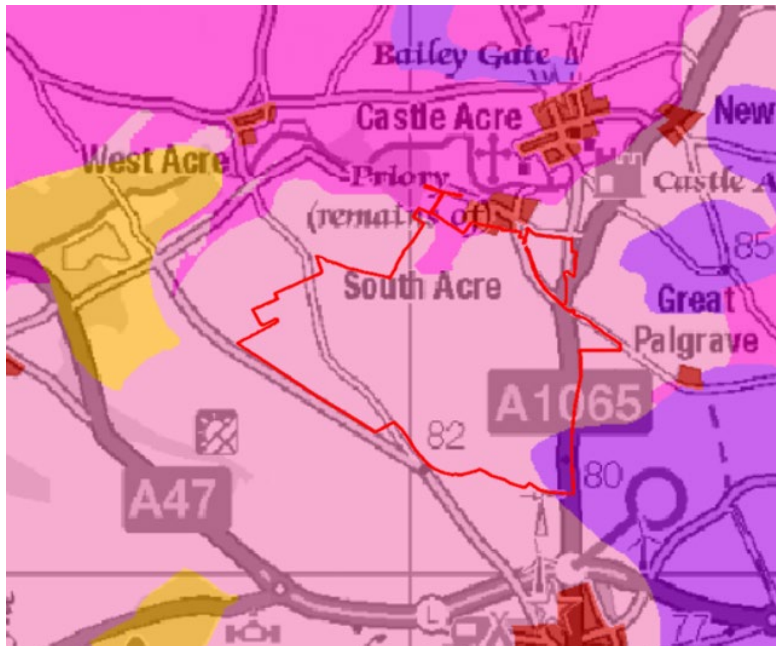 Bailey Gate
Castle Acre
New
West Acre
Priory
(remains of)
Castle A
South Acre
85
Great
Palgrave
A1065
82
80
A47
L
77